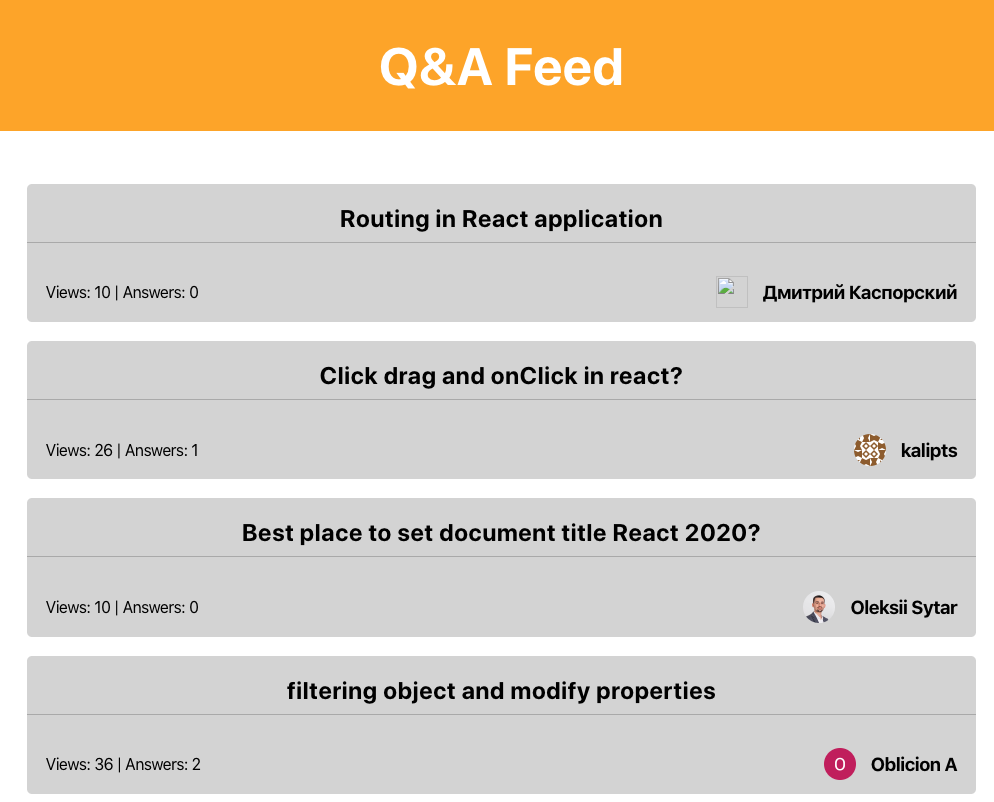 Q&A Feed
Routing in React application
Views: 10 | Answers: 0
Дмитрий Каспорский
Click drag and onClick in react?
Views: 26 | Answers: 1
kalipts
Best place to set document title React 2020?
Views: 10 | Answers: 0
Oleksii Sytar
filtering object and modify properties
Views: 36 | Answers: 2
O
Oblicion A